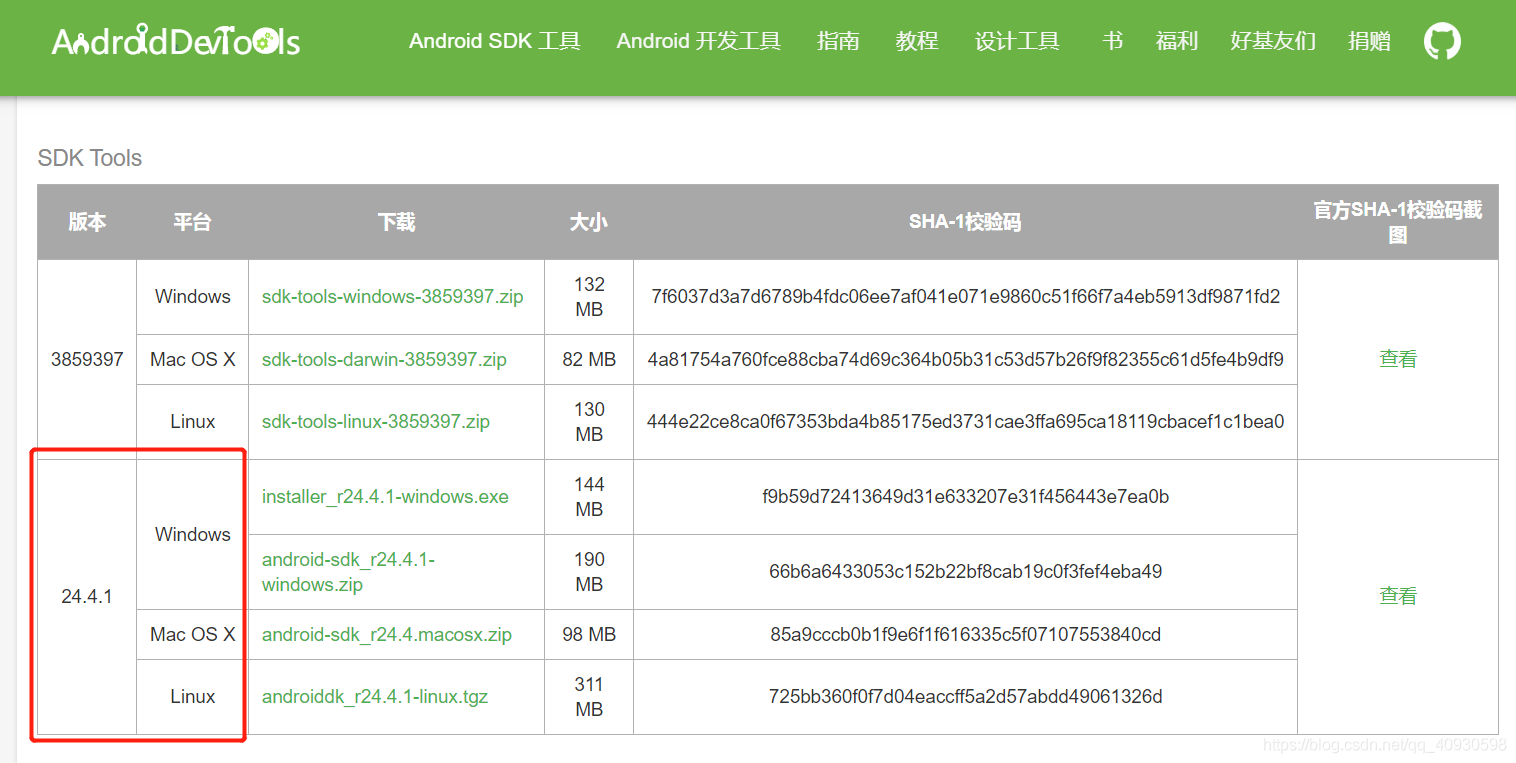 AndroidDevTools
Android SDK 工具
Android 开发工具
指南
教程
设计工具
书
福利
好基友们
捐赠
SDK Tools
版本
平台
下载
大小
SHA-1校验码
官方SHA-1校验码截
图
3859397
Windows
sdk-tools-windows-3859397.zip
132
MB
7f6037d3a7d6789b4fdc06ee7af041e071e9860c51f66f7a4eb5913df9871fd2
查看
Mac OS X
sdk-tools-darwin-3859397.zip
82 MB
4a81754a760fce88cba74d69c364b05b31c53d57b26f9f82355c61d5fe4b9df9
Linux
sdk-tools-linux-3859397.zip
130
MB
444e22ce8ca0f67353bda4b85175ed3731cae3ffa695ca18119cbacef1c1bea0
24.4.1
Windows
installer_r24.4.1-windows.exe
144
MB
f9b59d72413649d31e633207e31f456443e7ea0b
查看
android-sdk_r24.4.1-
windows.zip
190
MB
66b6a6433053c152b22bf8cab19c0f3fef4eba49
Mac OS X
android-sdk_r24.4.macosx.zip
98 MB
85a9cccb0b1f9e6f1f616335c5f07107553840cd
Linux
androiddk_r24.4.1-linux.tgz
311
MB
725bb360f0f7d04eaccff5a2d57abdd49061326d
https://blog.csdn.net/qq_40930598